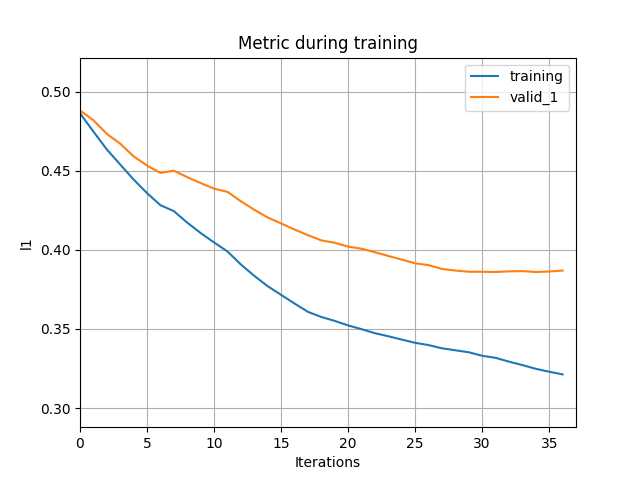 Metric during training
training
valid_1
0.50
0.45
0.40
0.35
0.30
l1
0 5 10 15 20 25 30 35
Iterations